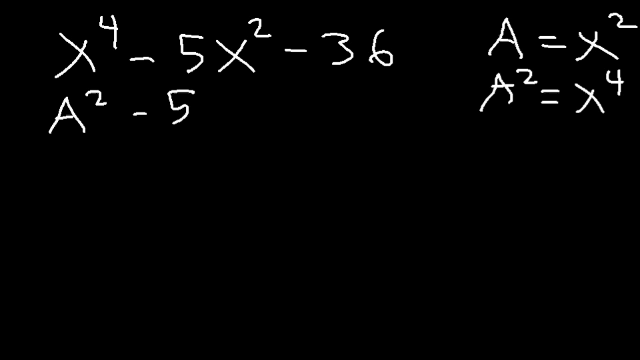 x⁴ - 5x² - 36
A = x²
A² - 5
A² = x⁴